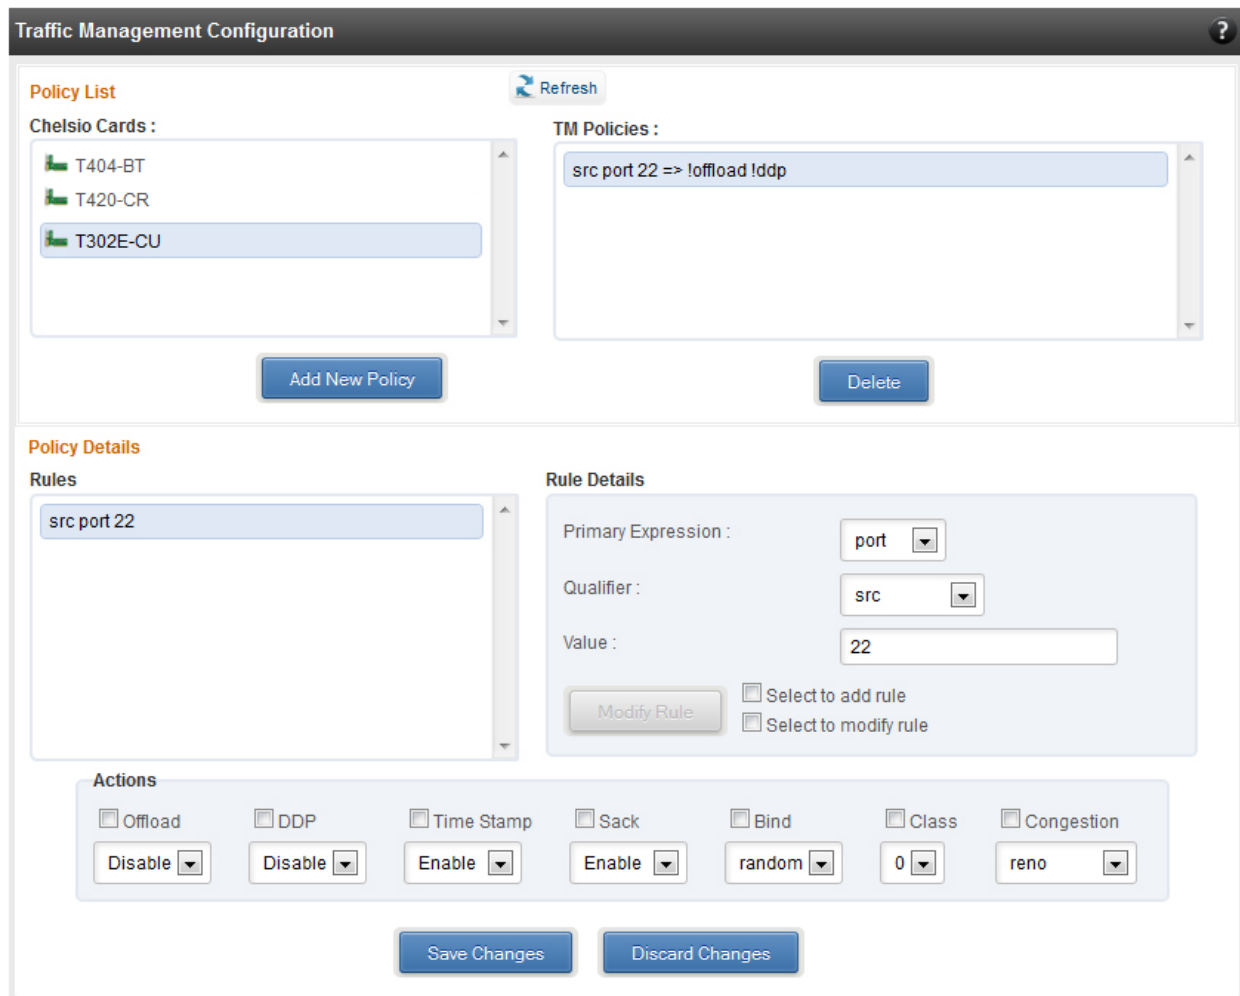 Traffic Management Configuration
?
Policy List
Refresh
Chelsio Cards :
T404-BT
T420-CR
T302E-CU
TM Policies :
src port 22 => !offload !ddp
Add New Policy
Delete
Policy Details
Rules
src port 22
Rule Details
Primary Expression : port
Qualifier : src
Value : 22
Modify Rule
Select to add rule
Select to modify rule
Actions
Offload DDP Time Stamp Sack Bind Class Congestion
Disable Disable Enable Enable random 0 reno
Save Changes Discard Changes